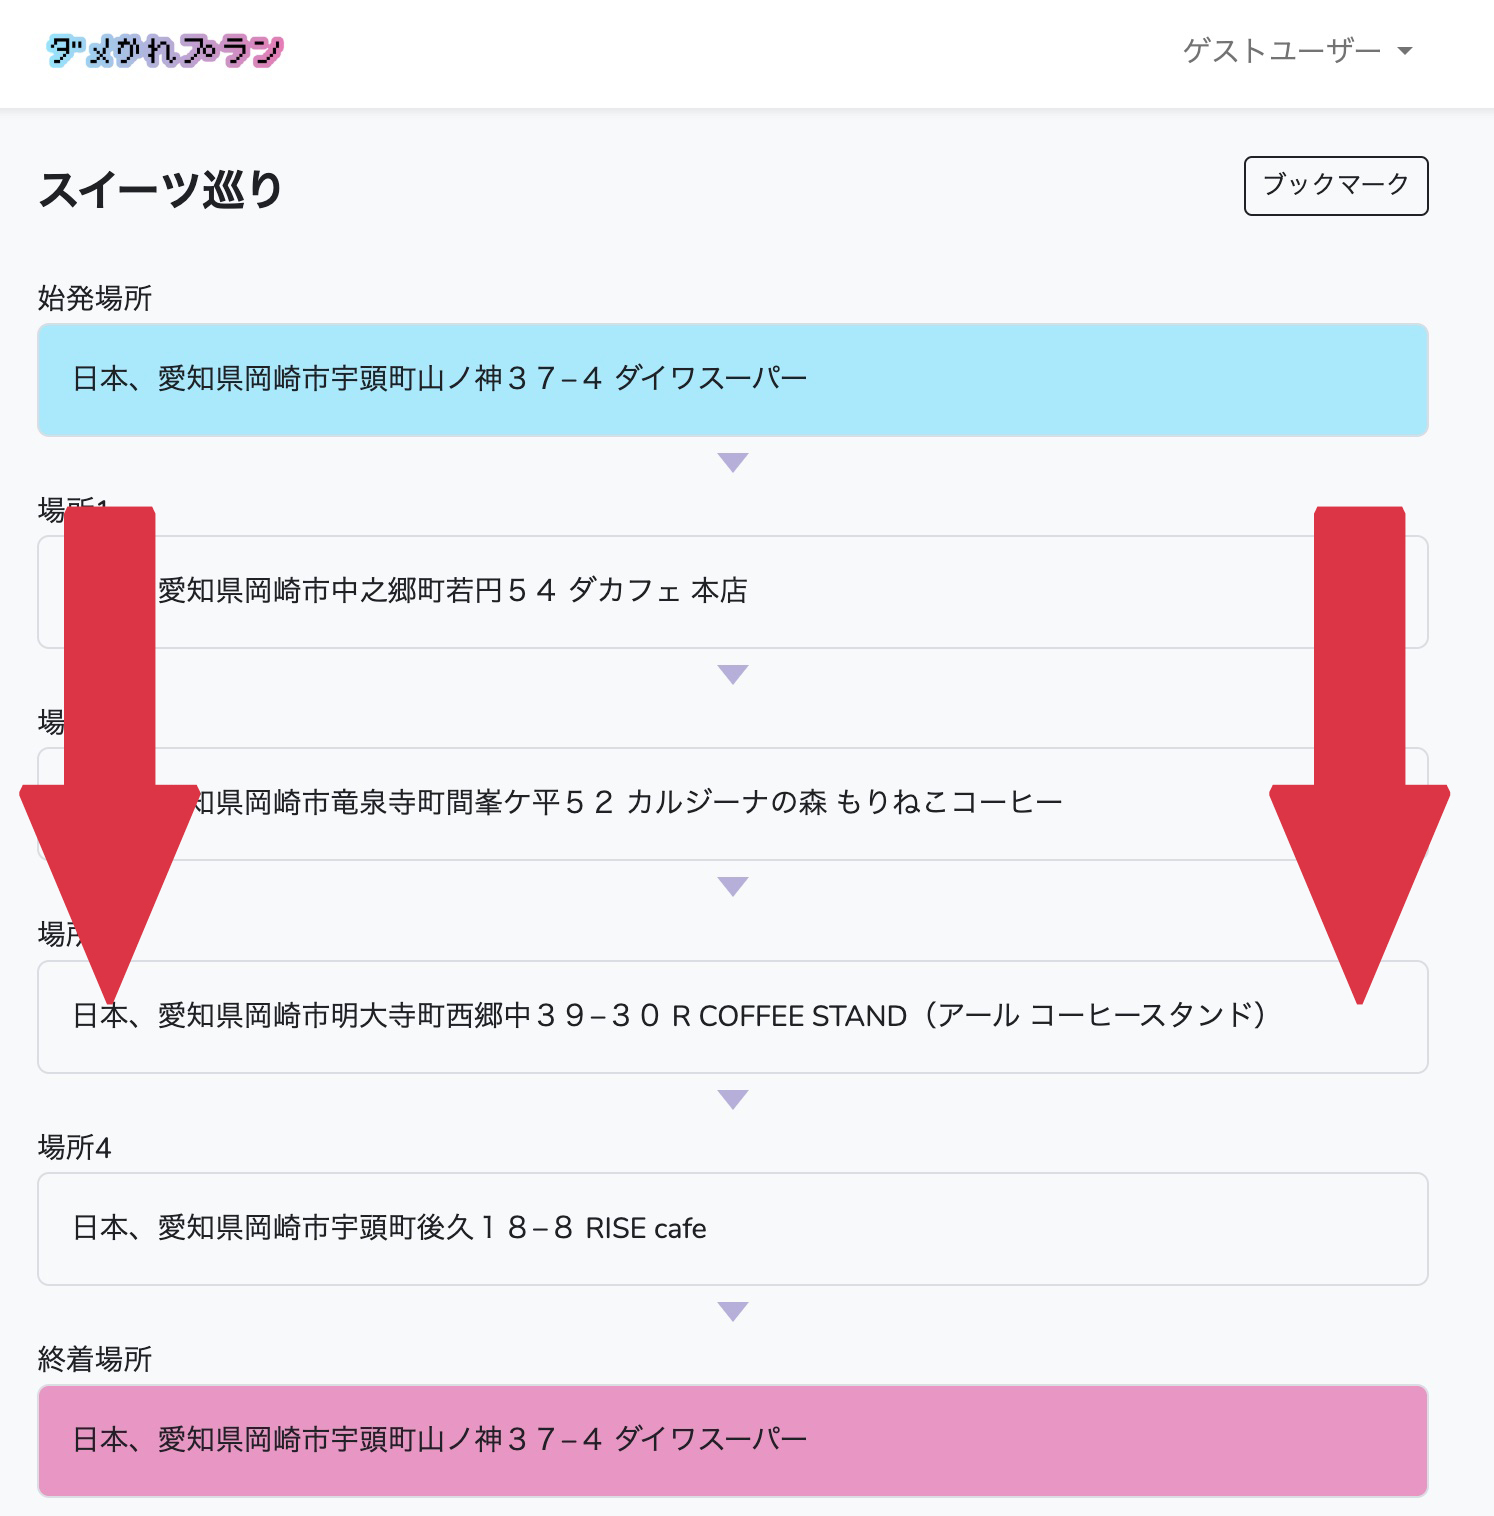 ダメかれプラン
ゲストユーザー
スイーツ巡り
ブックマーク
始発場所
日本、愛知県岡崎市宇頭町山ノ神３７−４ ダイワスーパー
場所1
愛知県岡崎市中之郷町若円５４ ダカフェ 本店
場
知県岡崎市竜泉寺町間峯ケ平５２ カルジーナの森 もりねこコーヒー
場所
日本、愛知県岡崎市明大寺町西郷中３９−３０ R COFFEE STAND（アール コーヒースタンド）
場所4
日本、愛知県岡崎市宇頭町後久１８−８ RISE cafe
終着場所
日本、愛知県岡崎市宇頭町山ノ神３７−４ ダイワスーパー